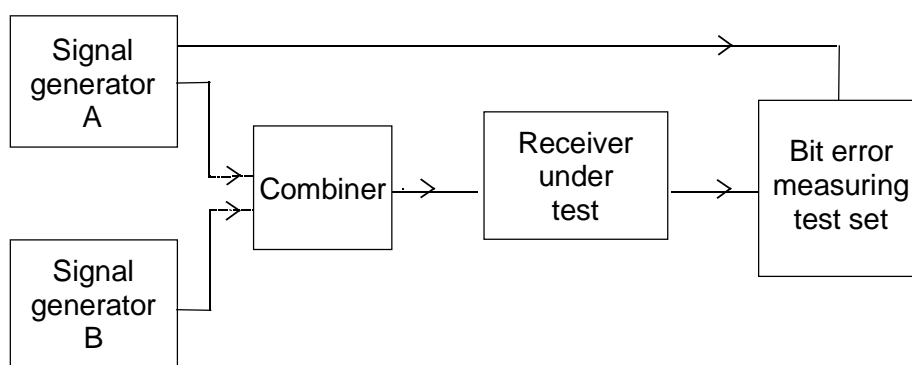 Signal
generator
A
Combiner
Receiver
under
test
Bit error
measuring
test set
Signal
generator
B